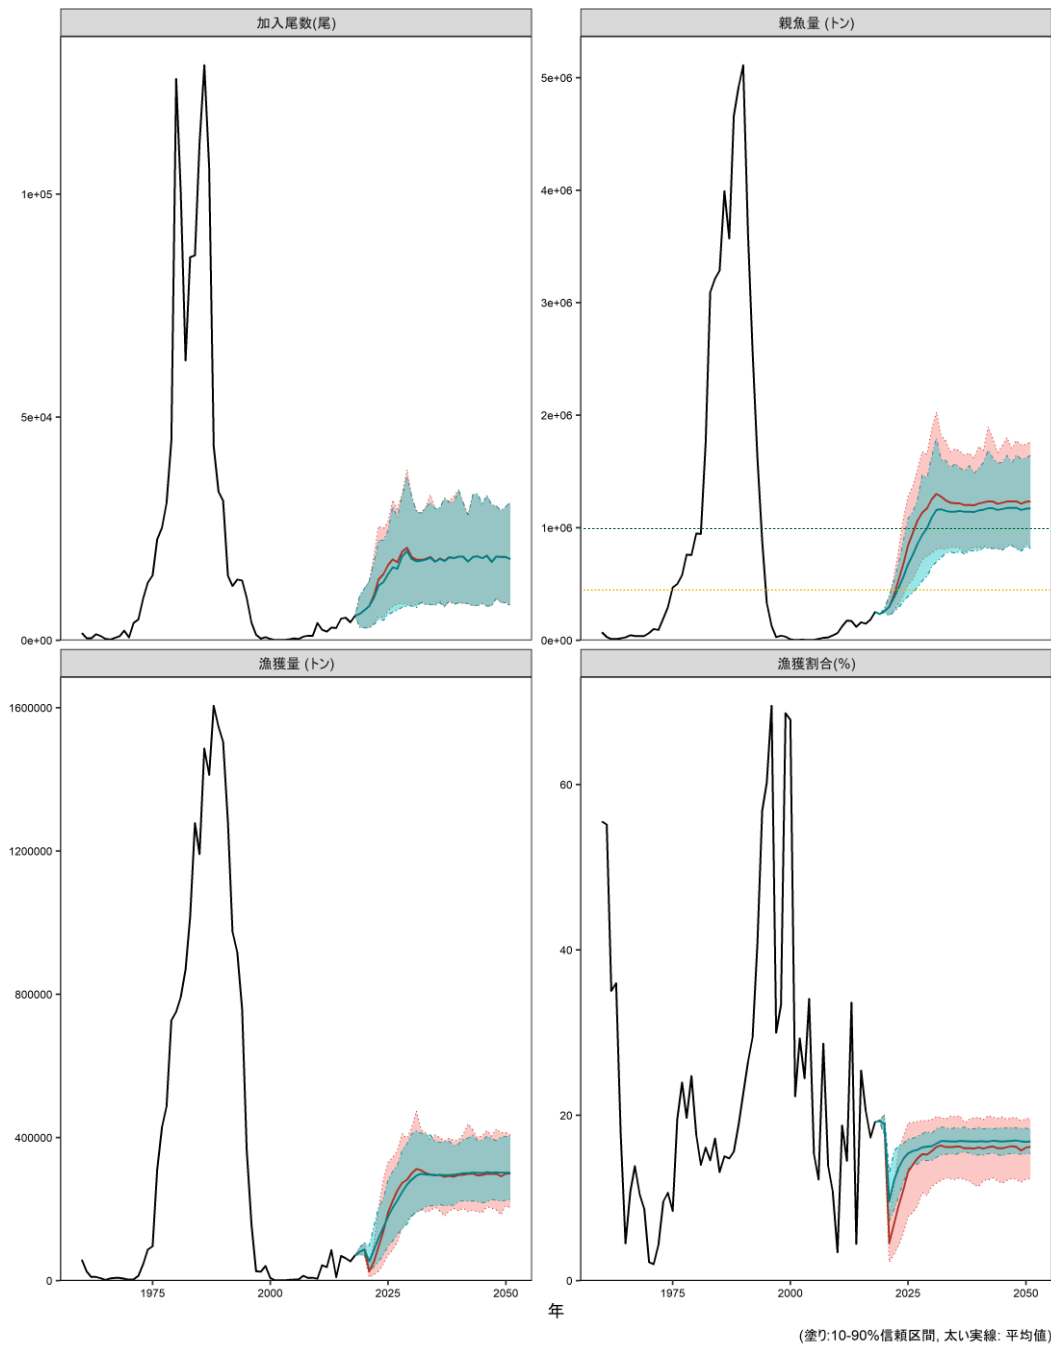 加入尾数(尾)
親魚量 (トン)
1e+05
5e+04
0e+00
5e+06
4e+06
3e+06
2e+06
1e+06
0e+00
漁獲量 (トン)
漁獲割合(%)
1600000
1200000
800000
400000
0
60
40
20
0
1975 2000 2025 2050
1975 2000 2025 2050
年
(塗り:10-90%信頼区間, 太い実線: 平均値)